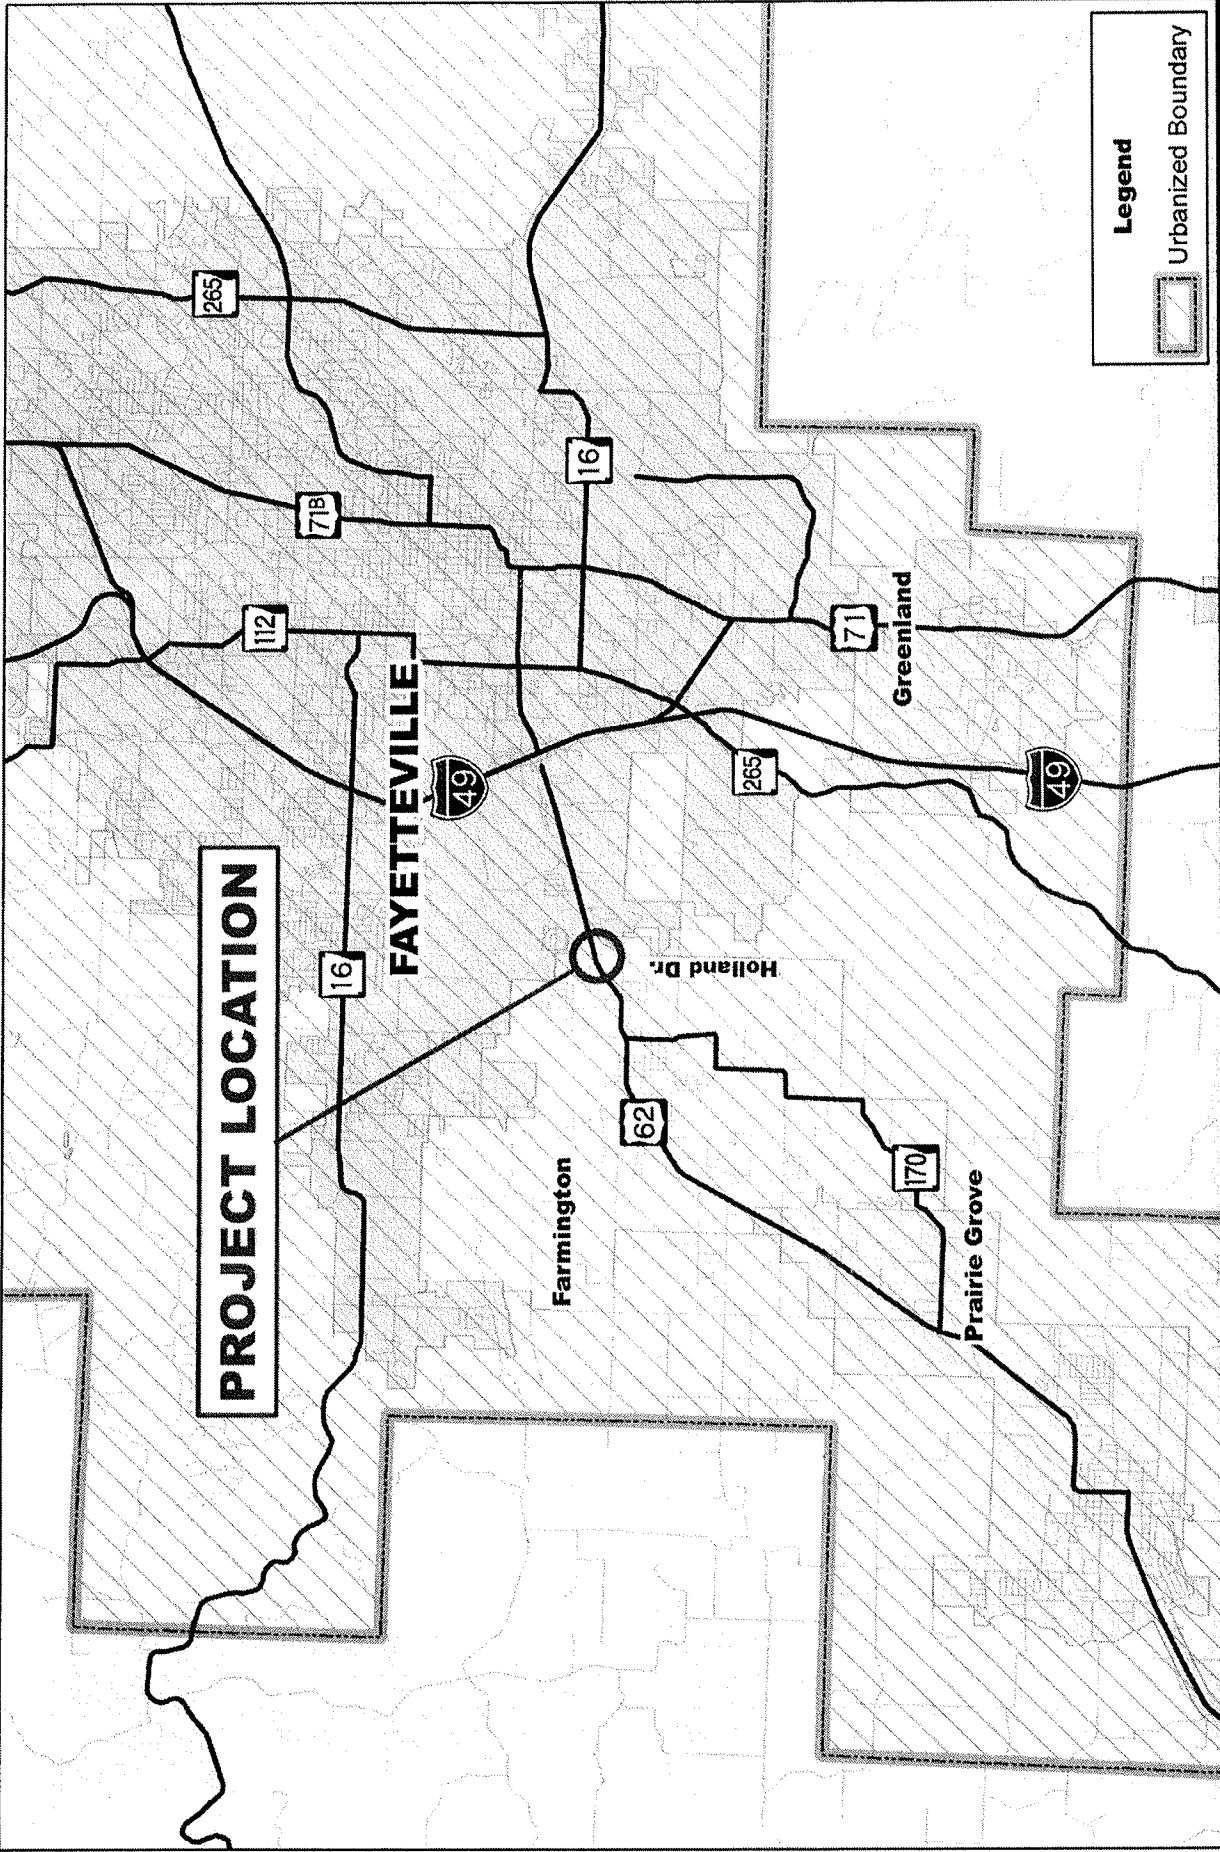 PROJECT LOCATION
265
112
71B
16
FAYETTEVILLE
49
Farmington
16
62
Holland Dr.
265
71
Greenland
170
Prairie Grove
49
Legend
Urbanized Boundary